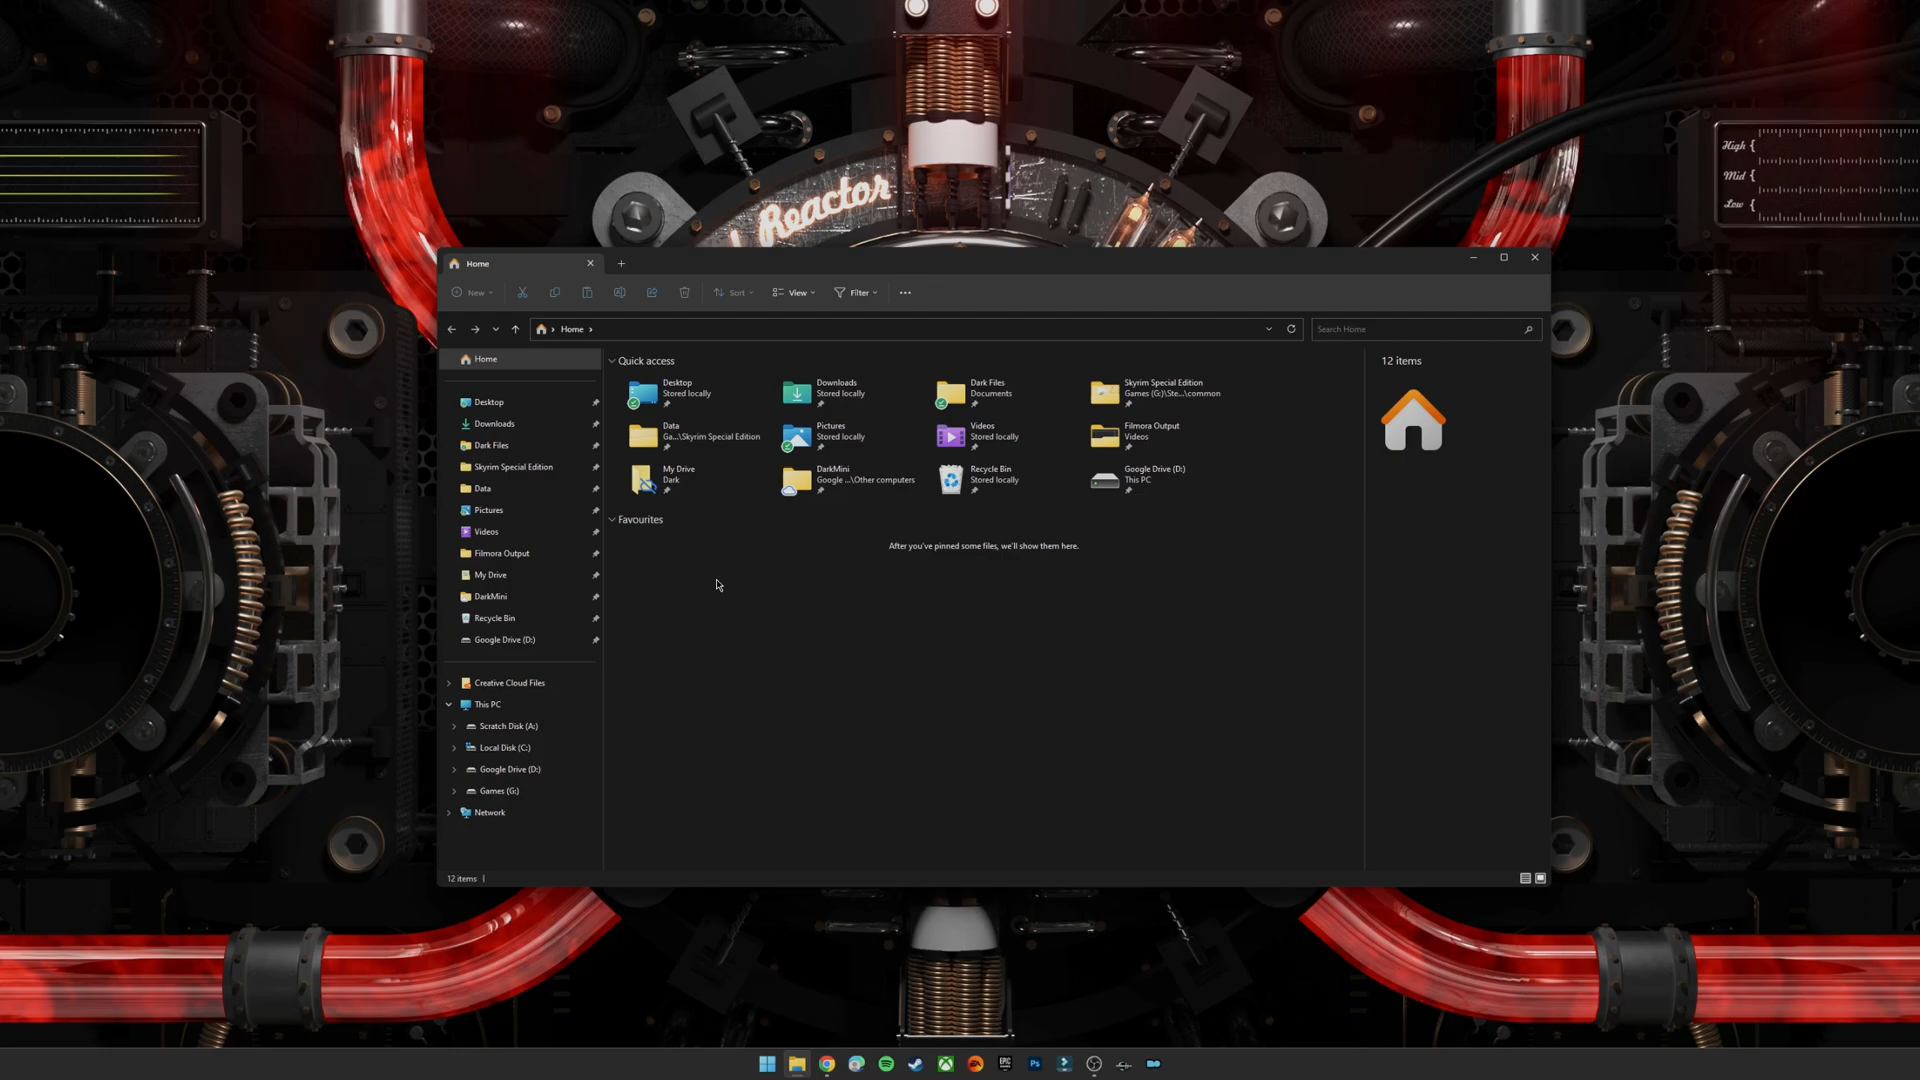 Reactor
High {
Mid {
Low {
Home
New
Sort
View
Filter
Home
Search Home
Home
Desktop
Downloads
Dark Files
Skyrim Special Edition
Data
Pictures
Videos
Filmora Output
My Drive
DarkMini
Recycle Bin
Google Drive (D:)
Creative Cloud Files
This PC
Scratch Disk (A:)
Local Disk (C:)
Google Drive (D:)
Games (G:)
Network
Quick access
Desktop
Stored locally
Downloads
Stored locally
Dark Files
Documents
Skyrim Special Edition
Games (G:)\Ste...\common
Data
Ga...\Skyrim Special Edition
Pictures
Stored locally
Videos
Stored locally
Filmora Output
Videos
My Drive
Dark
DarkMini
Google ...\Other computers
Recycle Bin
Stored locally
Google Drive (D:)
This PC
Favourites
After you've pinned some files, we'll show them here.
12 items
12 items
EPIC
Ps